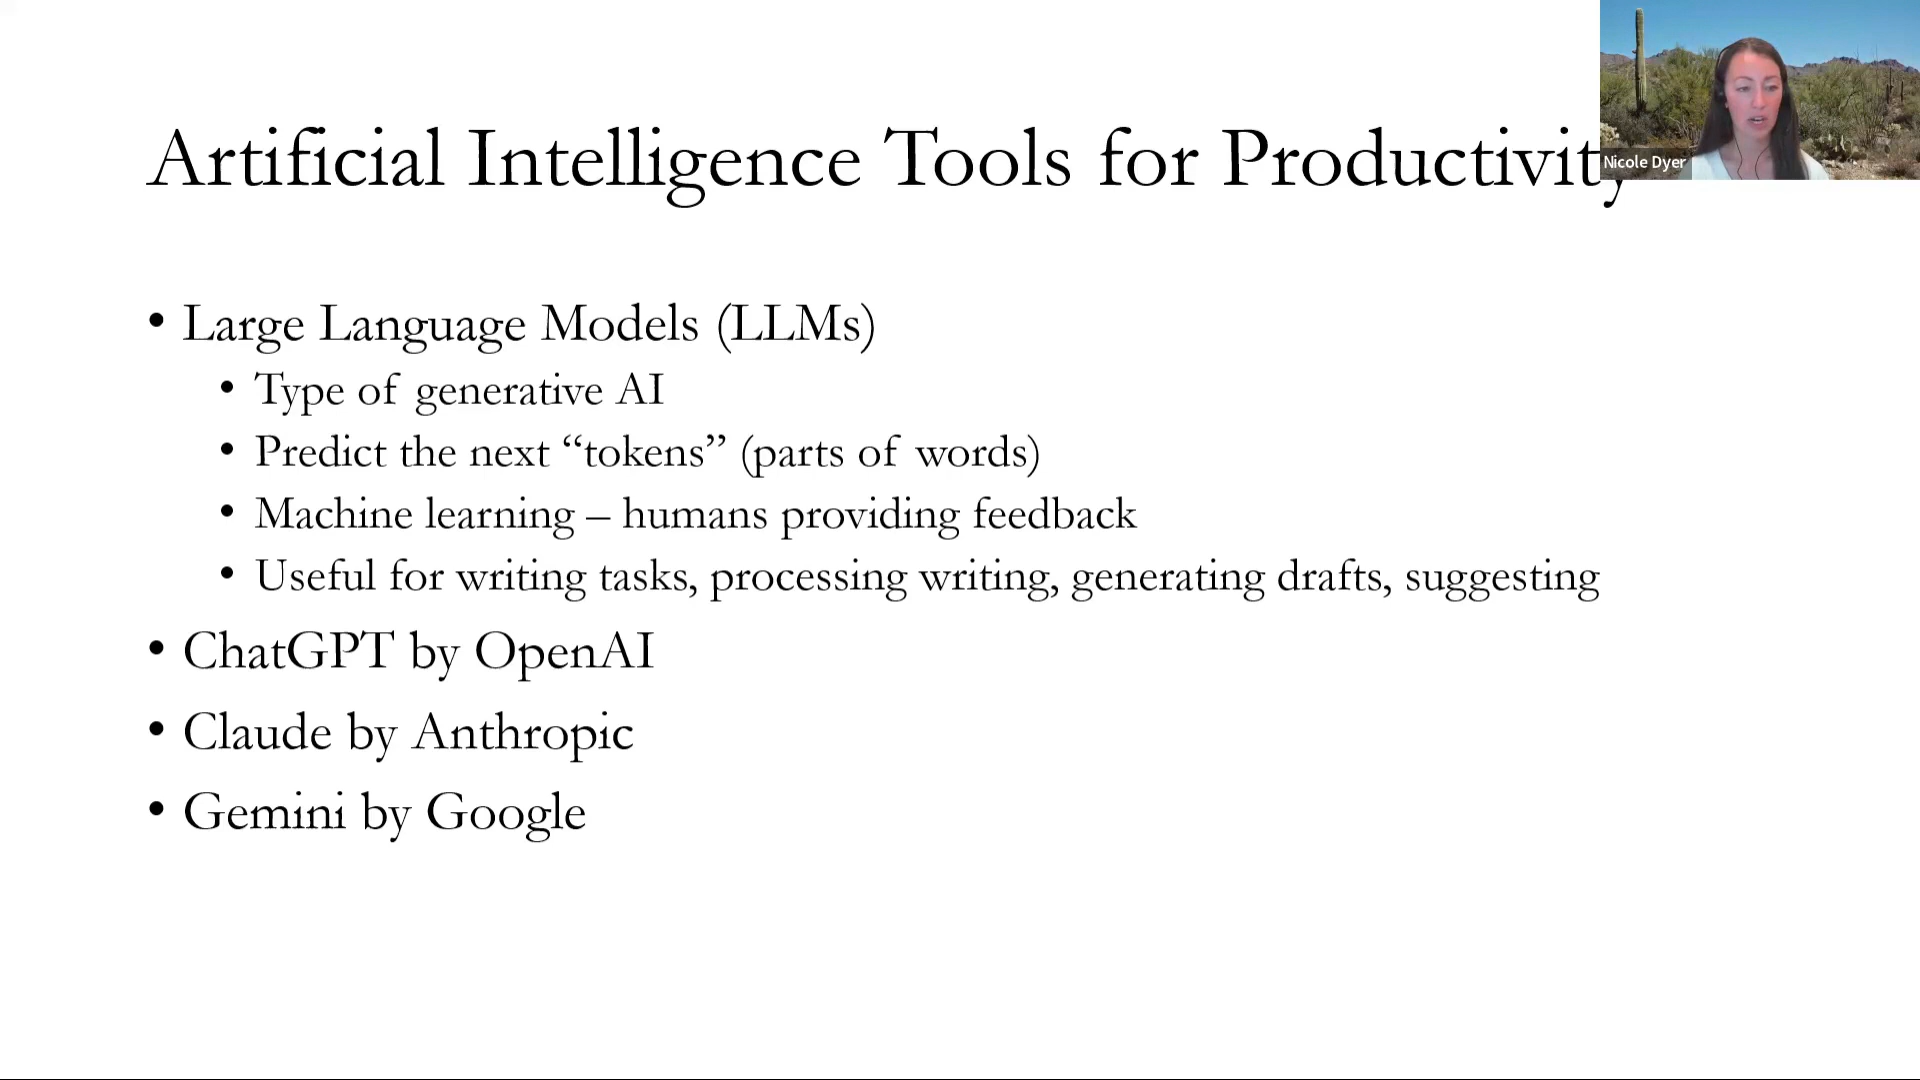 Artificial Intelligence Tools for Productivity
Nicole Dyer
• Large Language Models (LLMs)
• Type of generative AI
• Predict the next “tokens” (parts of words)
• Machine learning – humans providing feedback
• Useful for writing tasks, processing writing, generating drafts, suggesting
• ChatGPT by OpenAI
• Claude by Anthropic
• Gemini by Google